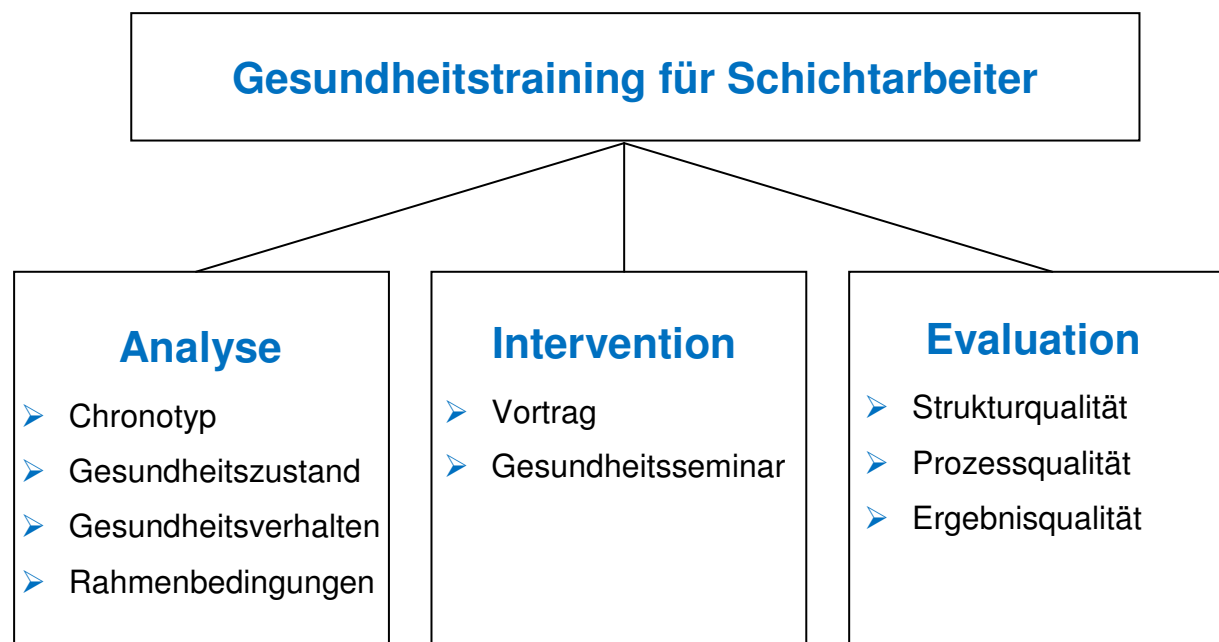 Gesundheitstraining für Schichtarbeiter
Analyse
Chronotyp
Gesundheitszustand
Gesundheitsverhalten
Rahmenbedingungen
Intervention
Vortrag
Gesundheitsseminar
Evaluation
Strukturqualität
Prozessqualität
Ergebnisqualität